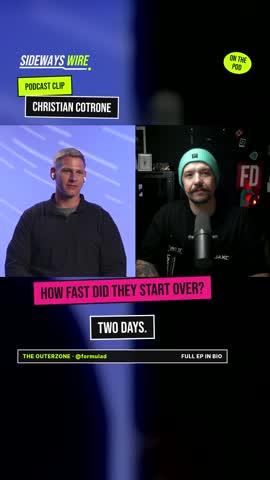 SIDEWAYS WIRE.
ON THE
POD
PODCAST CLIP
CHRISTIAN COTRONE
FD
HOW FAST DID THEY START OVER?
TWO DAYS.
THE OUTERZONE - @formulad
FULL EP IN BIO